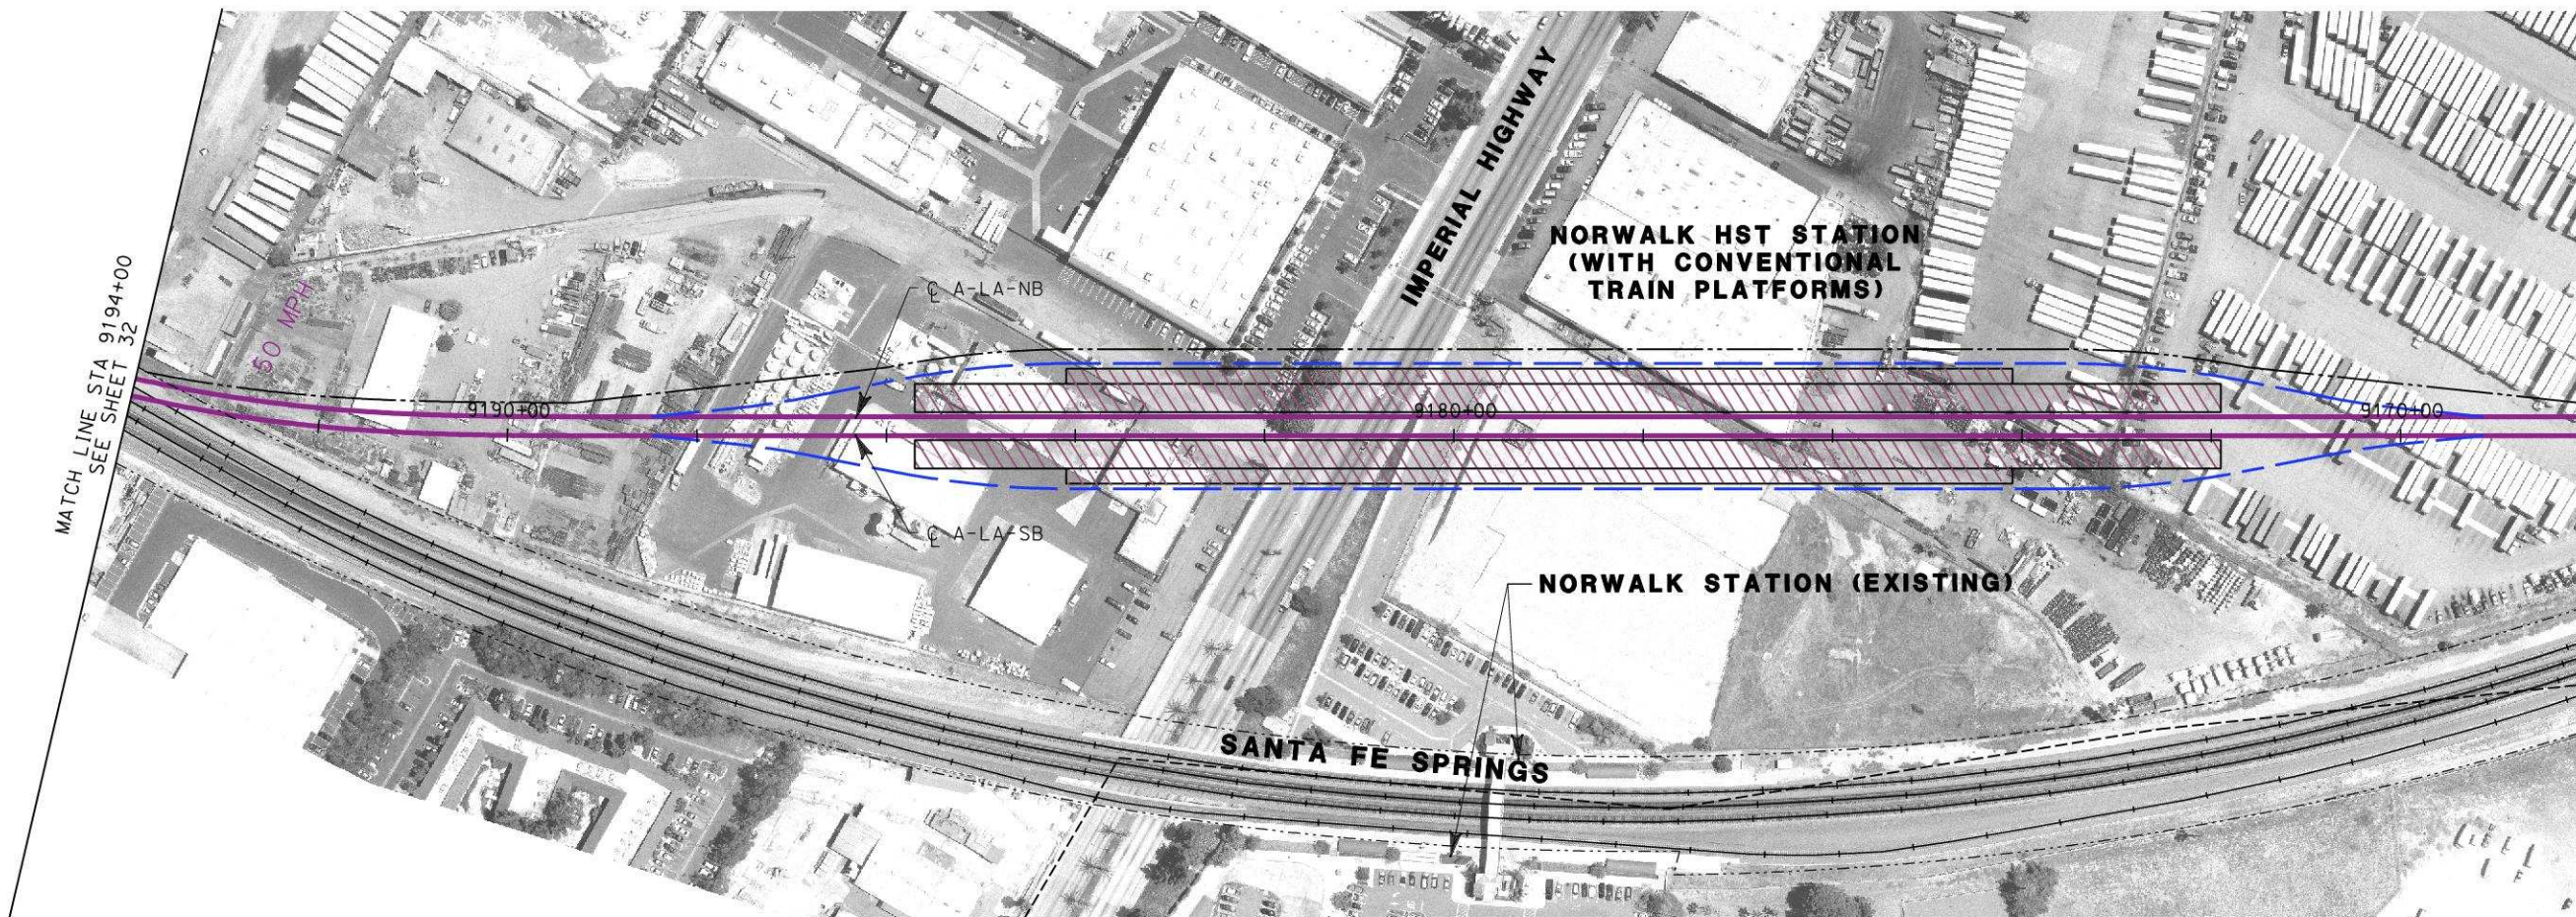 MATCH LINE STA 9194+00
SEE SHEET 32
50 MPH
9190+00
℄ A-LA-NB
℄ A-LA-SB
IMPERIAL HIGHWAY
NORWALK HST STATION
(WITH CONVENTIONAL
TRAIN PLATFORMS)
9180+00
9170+00
NORWALK STATION (EXISTING)
SANTA FE SPRINGS